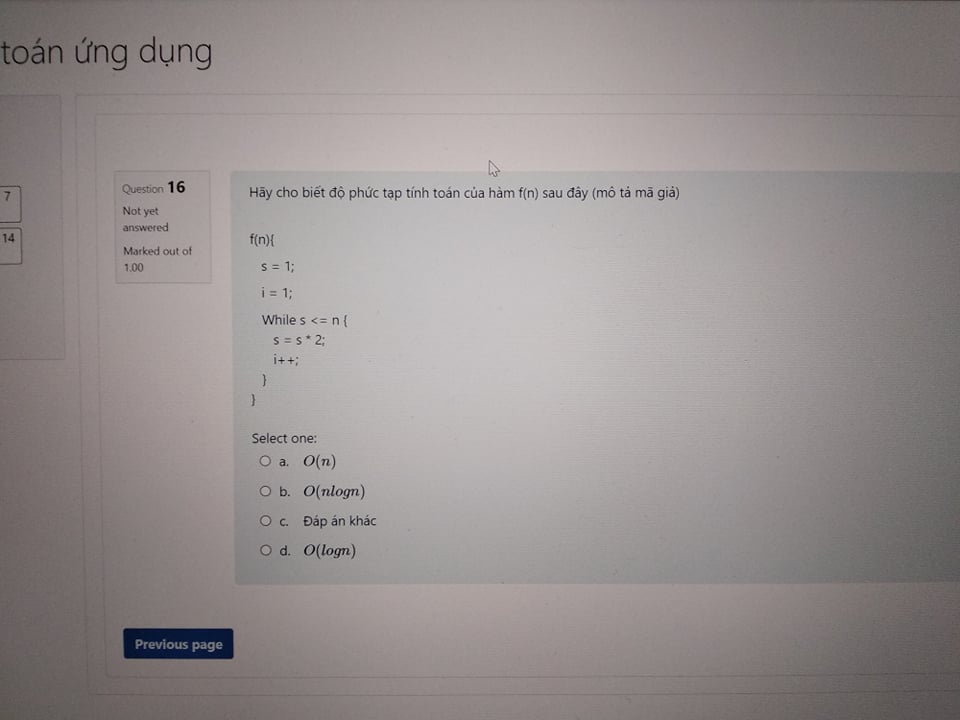 toán ứng dụng
7
14
Question 16
Not yet
answered
Marked out of
1.00
Hãy cho biết độ phức tạp tính toán của hàm f(n) sau đây (mô tả mã giả)
f(n){
s = 1;
i = 1;
While s <= n {
s = s * 2;
i++;
}
}
Select one:
a. O(n)
b. O(nlogn)
c. Đáp án khác
d. O(logn)
Previous page